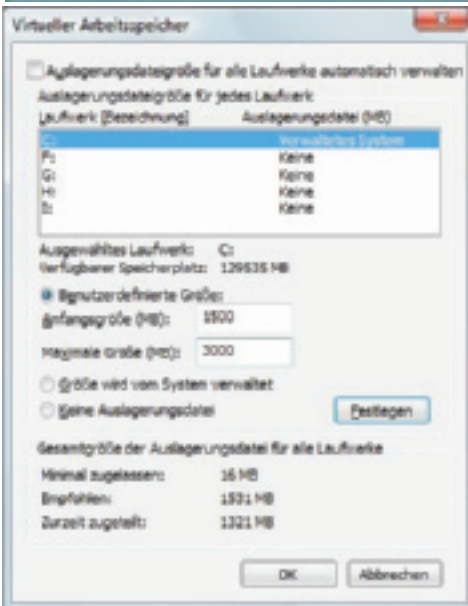 Virtueller Arbeitsspeicher
Auslagerungsdateigröße für alle Laufwerke automatisch verwalten
Auslagerungsdateigröße für jedes Laufwerk
Laufwerk [Bezeichnung] Auslagerungsdatei (MB)
C: Verwaltetes System
F: Keine
G: Keine
H: Keine
I: Keine
Ausgewähltes Laufwerk: C:
Verfügbarer Speicherplatz: 129535 MB
Benutzerdefinierte Größe:
Anfangsgröße (MB): 1500
Maximale Größe (MB): 3000
Größe wird vom System verwaltet
Keine Auslagerungsdatei Festlegen
Gesamtgröße der Auslagerungsdatei für alle Laufwerke
Minimal zugelassen: 16 MB
Empfohlen: 1531 MB
Zurzeit zugeteilt: 1321 MB
OK Abbrechen